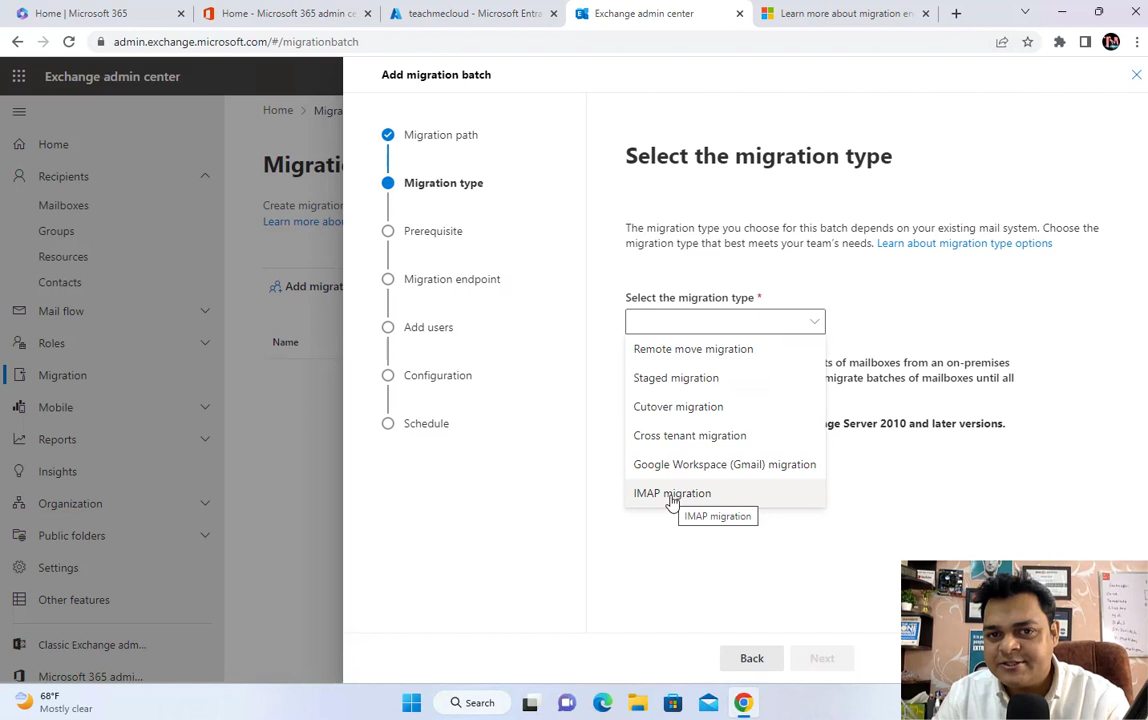 Home | Microsoft 365
Home - Microsoft 365 admin ce
teachmecloud - Microsoft Entra
Exchange admin center
Learn more about migration en
admin.exchange.microsoft.com/#/migrationbatch
Exchange admin center
Home
Recipients
Mailboxes
Groups
Resources
Contacts
Mail flow
Roles
Migration
Mobile
Reports
Insights
Organization
Public folders
Settings
Other features
Classic Exchange adm...
Microsoft 365 admi...
Home > Migra
Migrati
Create migration
Learn more abou
Add migrat
Name
Add migration batch
Migration path
Migration type
Prerequisite
Migration endpoint
Add users
Configuration
Schedule
Select the migration type
The migration type you choose for this batch depends on your existing mail system. Choose the
migration type that best meets your team's needs. Learn about migration type options
Select the migration type *
Remote move migration
Staged migration
Cutover migration
Cross tenant migration
Google Workspace (Gmail) migration
IMAP migration
IMAP migration
ts of mailboxes from an on-premises
migrate batches of mailboxes until all
ge Server 2010 and later versions.
Back
Next
68°F
Mostly clear
Search